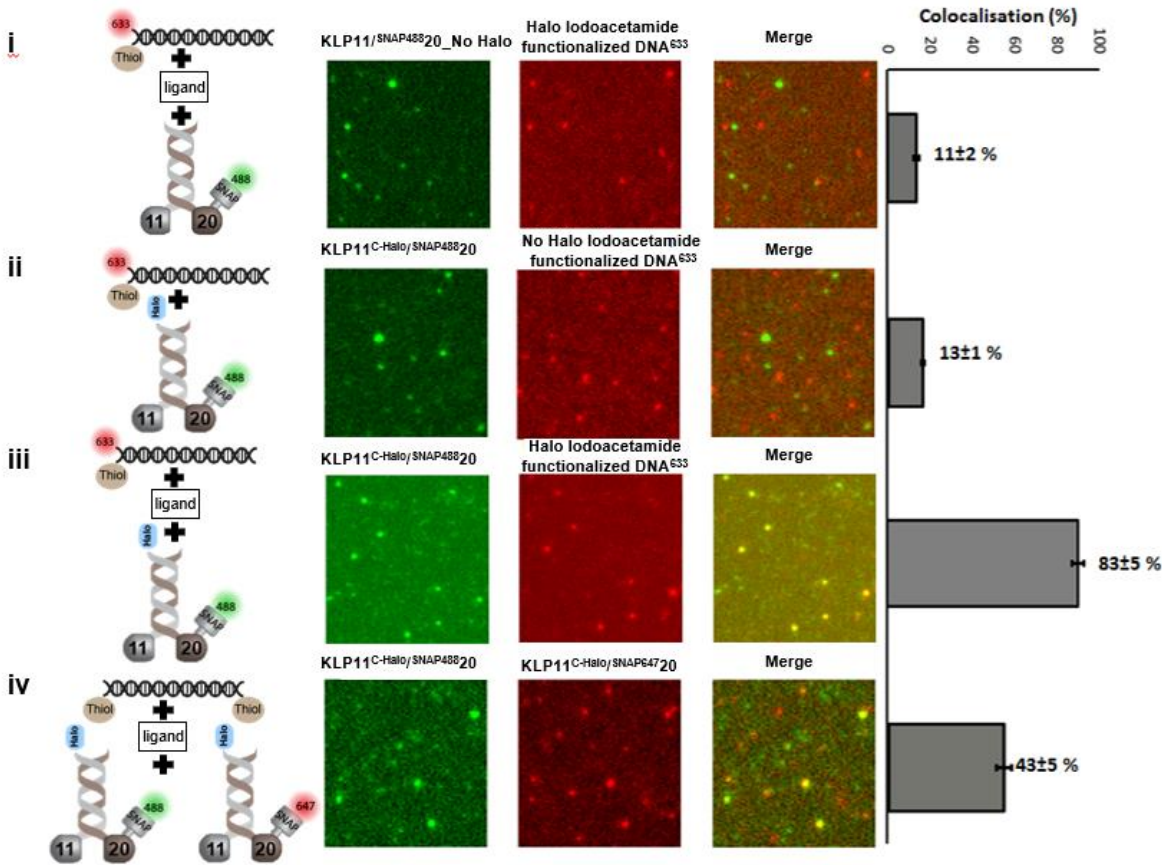 Colocalisation (%)
0
20
40
60
80
100
i
633
Thiol
ligand
SNAP
488
11
20
KLP11/SNAP48820_No Halo
Halo Iodoacetamide
functionalized DNA633
Merge
11±2 %
ii
633
Thiol
Halo
SNAP
488
11
20
KLP11C-Halo/SNAP48820
No Halo Iodoacetamide
functionalized DNA633
Merge
13±1 %
iii
633
Thiol
ligand
Halo
SNAP
488
11
20
KLP11C-Halo/SNAP48820
Halo Iodoacetamide
functionalized DNA633
Merge
83±5 %
iv
Thiol
Thiol
ligand
Halo
Halo
SNAP
488
SNAP
647
11
20
11
20
KLP11C-Halo/SNAP48820
KLP11C-Halo/SNAP64720
Merge
43±5 %